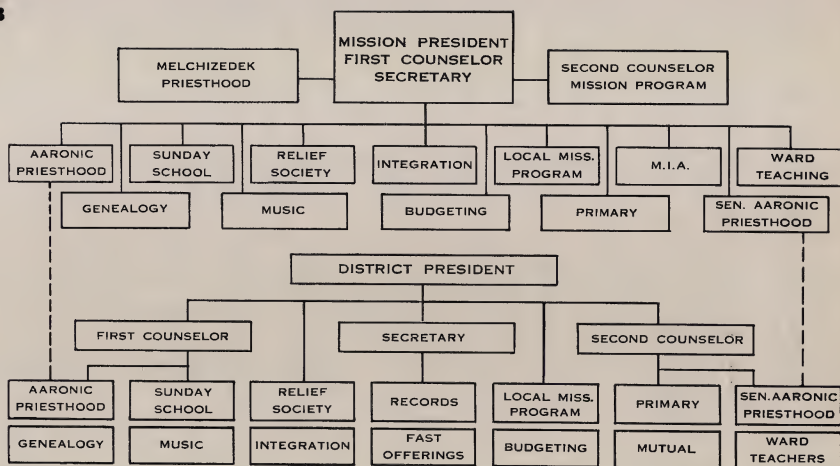 3
MISSION PRESIDENT
FIRST COUNSELOR
SECRETARY
MELCHIZEDEK
PRIESTHOOD
SECOND COUNSELOR
MISSION PROGRAM
AARONIC
PRIESTHOOD
SUNDAY
SCHOOL
RELIEF
SOCIETY
INTEGRATION
LOCAL MISS.
PROGRAM
M.I.A.
WARD
TEACHING
GENEALOGY
MUSIC
BUDGETING
PRIMARY
SEN. AARONIC
PRIESTHOOD
DISTRICT PRESIDENT
FIRST COUNSELOR
SECRETARY
SECOND COUNSELOR
AARONIC
PRIESTHOOD
SUNDAY
SCHOOL
RELIEF
SOCIETY
RECORDS
LOCAL MISS.
PROGRAM
PRIMARY
SEN.AARONIC
PRIESTHOOD
GENEALOGY
MUSIC
INTEGRATION
FAST
OFFERINGS
BUDGETING
MUTUAL
WARD
TEACHERS